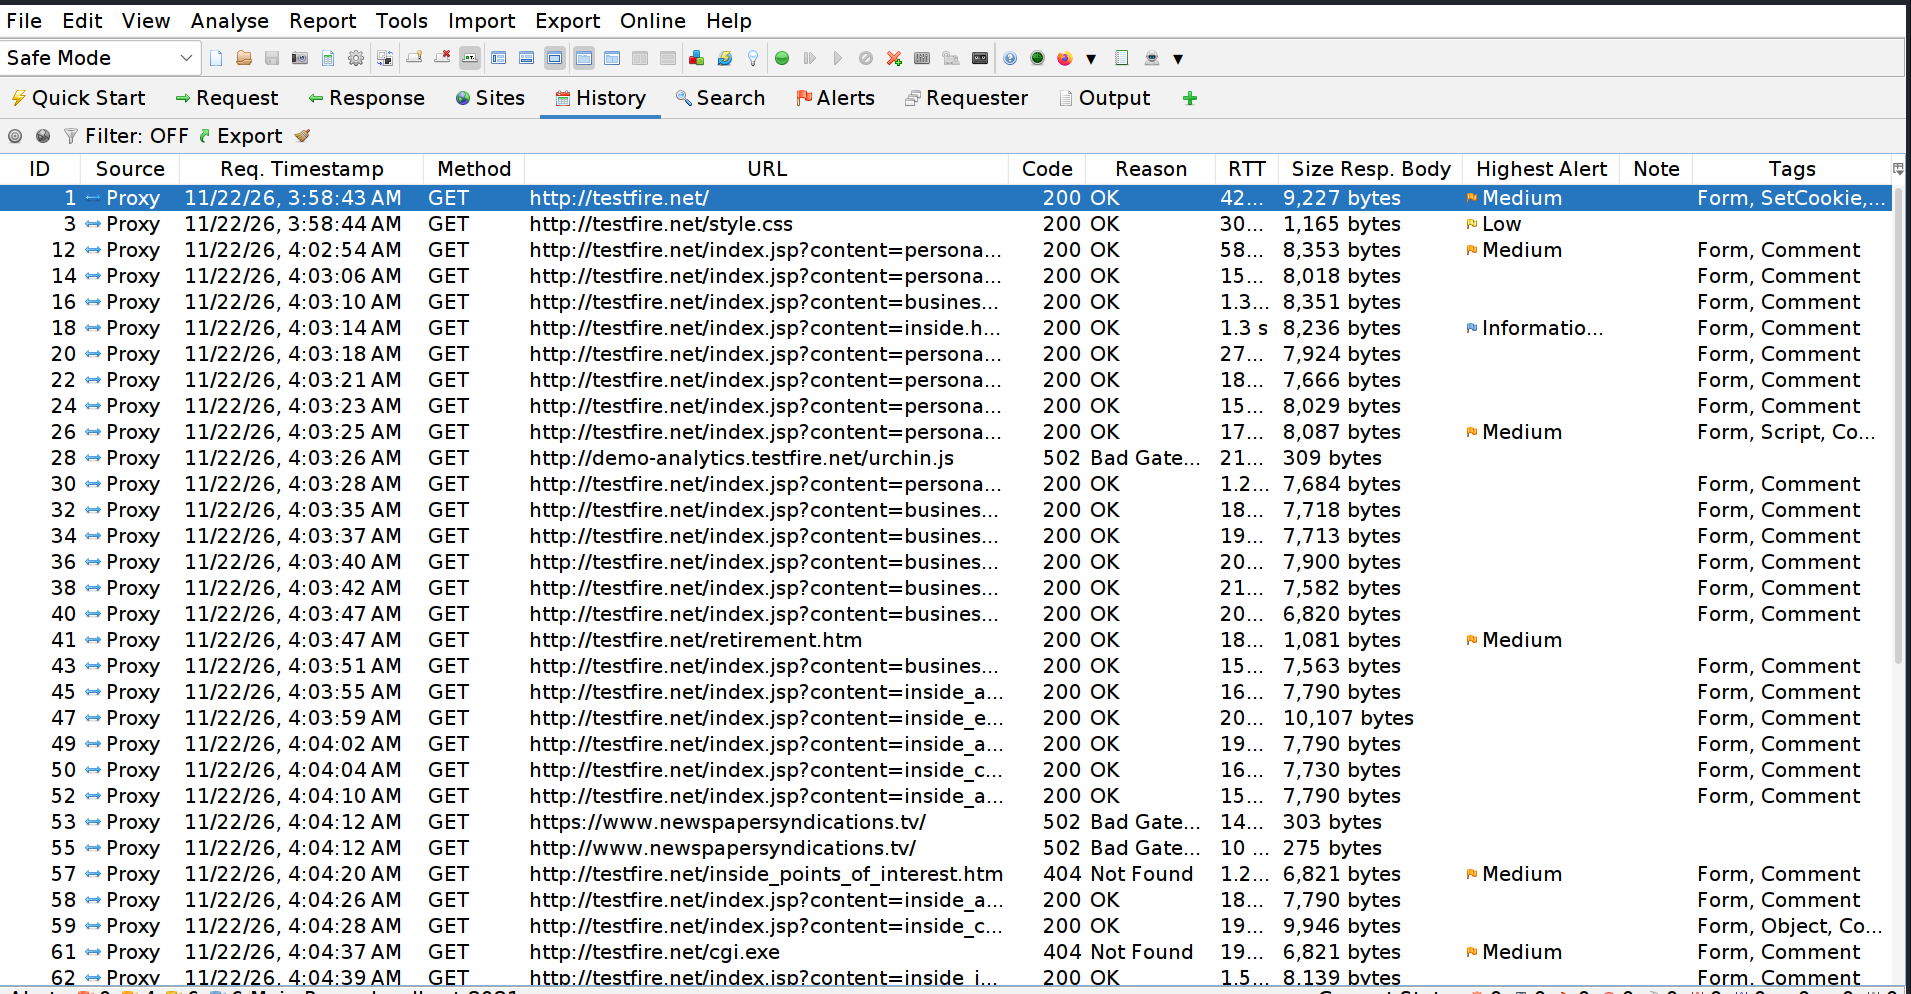 File Edit View Analyse Report Tools Import Export Online Help
Safe Mode
Quick Start Request Response Sites History Search Alerts Requester Output
Filter: OFF Export
ID Source Req. Timestamp Method URL Code Reason RTT Size Resp. Body Highest Alert Note Tags
1 Proxy 11/22/26, 3:58:43 AM GET http://testfire.net/ 200 OK 42... 9,227 bytes Medium Form, SetCookie,...
3 Proxy 11/22/26, 3:58:44 AM GET http://testfire.net/style.css 200 OK 30... 1,165 bytes Low
12 Proxy 11/22/26, 4:02:54 AM GET http://testfire.net/index.jsp?content=persona... 200 OK 58... 8,353 bytes Medium Form, Comment
14 Proxy 11/22/26, 4:03:06 AM GET http://testfire.net/index.jsp?content=persona... 200 OK 15... 8,018 bytes Form, Comment
16 Proxy 11/22/26, 4:03:10 AM GET http://testfire.net/index.jsp?content=busines... 200 OK 1.3... 8,351 bytes Form, Comment
18 Proxy 11/22/26, 4:03:14 AM GET http://testfire.net/index.jsp?content=inside.h... 200 OK 1.3 s 8,236 bytes Informatio... Form, Comment
20 Proxy 11/22/26, 4:03:18 AM GET http://testfire.net/index.jsp?content=persona... 200 OK 27... 7,924 bytes Form, Comment
22 Proxy 11/22/26, 4:03:21 AM GET http://testfire.net/index.jsp?content=persona... 200 OK 18... 7,666 bytes Form, Comment
24 Proxy 11/22/26, 4:03:23 AM GET http://testfire.net/index.jsp?content=persona... 200 OK 15... 8,029 bytes Form, Comment
26 Proxy 11/22/26, 4:03:25 AM GET http://testfire.net/index.jsp?content=persona... 200 OK 17... 8,087 bytes Medium Form, Script, Co...
28 Proxy 11/22/26, 4:03:26 AM GET http://demo-analytics.testfire.net/urchin.js 502 Bad Gate... 21... 309 bytes
30 Proxy 11/22/26, 4:03:28 AM GET http://testfire.net/index.jsp?content=persona... 200 OK 1.2... 7,684 bytes Form, Comment
32 Proxy 11/22/26, 4:03:35 AM GET http://testfire.net/index.jsp?content=busines... 200 OK 18... 7,718 bytes Form, Comment
34 Proxy 11/22/26, 4:03:37 AM GET http://testfire.net/index.jsp?content=busines... 200 OK 19... 7,713 bytes Form, Comment
36 Proxy 11/22/26, 4:03:40 AM GET http://testfire.net/index.jsp?content=busines... 200 OK 20... 7,900 bytes Form, Comment
38 Proxy 11/22/26, 4:03:42 AM GET http://testfire.net/index.jsp?content=busines... 200 OK 21... 7,582 bytes Form, Comment
40 Proxy 11/22/26, 4:03:47 AM GET http://testfire.net/index.jsp?content=busines... 200 OK 20... 6,820 bytes Form, Comment
41 Proxy 11/22/26, 4:03:47 AM GET http://testfire.net/retirement.htm 200 OK 18... 1,081 bytes Medium
43 Proxy 11/22/26, 4:03:51 AM GET http://testfire.net/index.jsp?content=busines... 200 OK 15... 7,563 bytes Form, Comment
45 Proxy 11/22/26, 4:03:55 AM GET http://testfire.net/index.jsp?content=inside_a... 200 OK 16... 7,790 bytes Form, Comment
47 Proxy 11/22/26, 4:03:59 AM GET http://testfire.net/index.jsp?content=inside_e... 200 OK 20... 10,107 bytes Form, Comment
49 Proxy 11/22/26, 4:04:02 AM GET http://testfire.net/index.jsp?content=inside_a... 200 OK 19... 7,790 bytes Form, Comment
50 Proxy 11/22/26, 4:04:04 AM GET http://testfire.net/index.jsp?content=inside_c... 200 OK 16... 7,730 bytes Form, Comment
52 Proxy 11/22/26, 4:04:10 AM GET http://testfire.net/index.jsp?content=inside_a... 200 OK 15... 7,790 bytes Form, Comment
53 Proxy 11/22/26, 4:04:12 AM GET https://www.newspapersyndications.tv/ 502 Bad Gate... 14... 303 bytes
55 Proxy 11/22/26, 4:04:12 AM GET http://www.newspapersyndications.tv/ 502 Bad Gate... 10 ... 275 bytes
57 Proxy 11/22/26, 4:04:20 AM GET http://testfire.net/inside_points_of_interest.htm 404 Not Found 1.2... 6,821 bytes Medium Form, Comment
58 Proxy 11/22/26, 4:04:26 AM GET http://testfire.net/index.jsp?content=inside_a... 200 OK 18... 7,790 bytes Form, Comment
59 Proxy 11/22/26, 4:04:28 AM GET http://testfire.net/index.jsp?content=inside_c... 200 OK 19... 9,946 bytes Form, Object, Co...
61 Proxy 11/22/26, 4:04:37 AM GET http://testfire.net/cgi.exe 404 Not Found 19... 6,821 bytes Medium Form, Comment
62 Proxy 11/22/26, 4:04:39 AM GET http://testfire.net/index.jsp?content=inside_i... 200 OK 1.5... 8,139 bytes Form, Comment